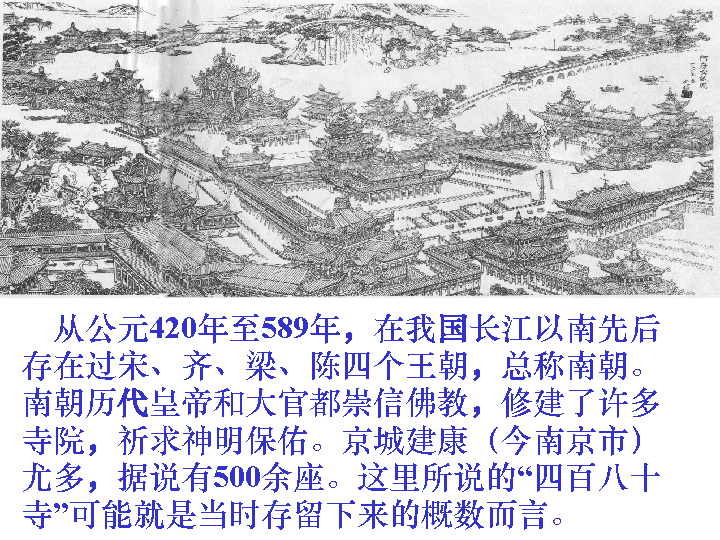 从公元420年至589年，在我国长江以南先后
存在过宋、齐、梁、陈四个王朝，总称南朝。
南朝历代皇帝和大官都崇信佛教，修建了许多
寺院，祈求神明保佑。京城建康（今南京市）
尤多，据说有500余座。这里所说的“四百八十
寺”可能就是当时存留下来的概数而言。